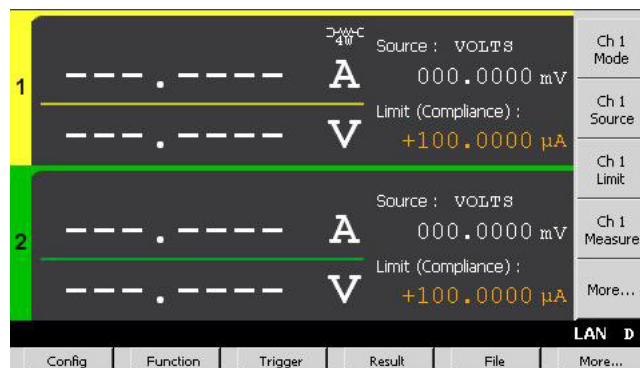 1
4W
---.---- A
---.---- V
Source : VOLTS
000.0000 mV
Limit (Compliance) :
+100.0000 µA
2
---.---- A
---.---- V
Source : VOLTS
000.0000 mV
Limit (Compliance) :
+100.0000 µA
Ch 1
Mode
Ch 1
Source
Ch 1
Limit
Ch 1
Measure
More...
LAN D
Config Function Trigger Result File More...